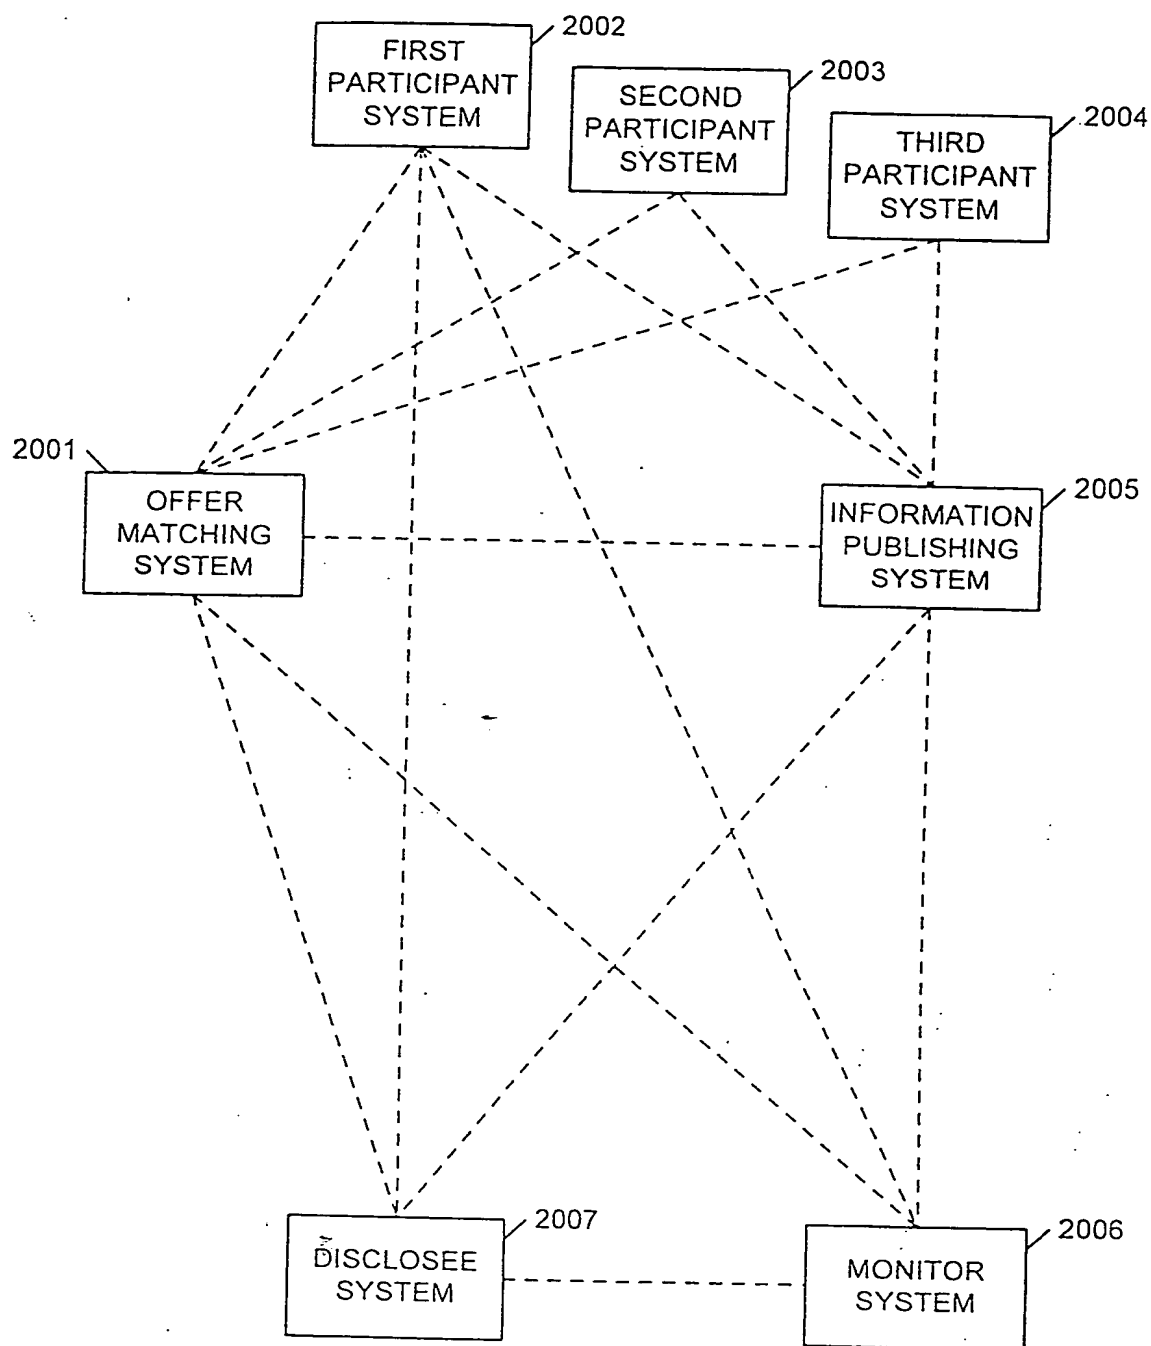 2002
FIRST
PARTICIPANT
SYSTEM
2003
SECOND
PARTICIPANT
SYSTEM
2004
THIRD
PARTICIPANT
SYSTEM
2001
OFFER
MATCHING
SYSTEM
2005
INFORMATION
PUBLISHING
SYSTEM
2007
DISCLOSEE
SYSTEM
2006
MONITOR
SYSTEM